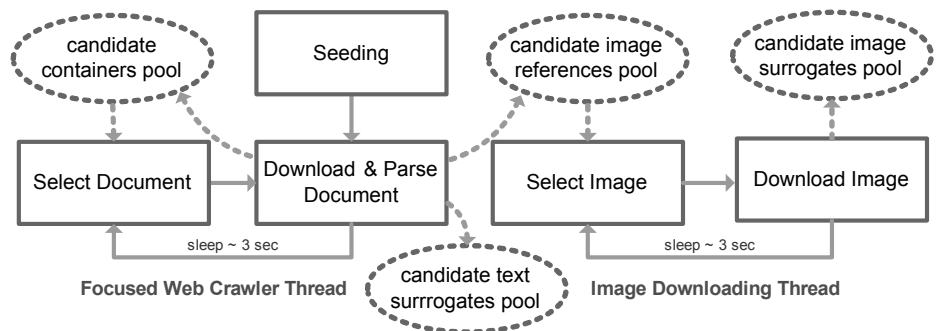 candidate
containers pool
Seeding
candidate image
references pool
candidate image
surrogates pool
Select Document
Download & Parse
Document
Select Image
Download Image
sleep ~ 3 sec
sleep ~ 3 sec
candidate text
surrrogates pool
Focused Web Crawler Thread
Image Downloading Thread